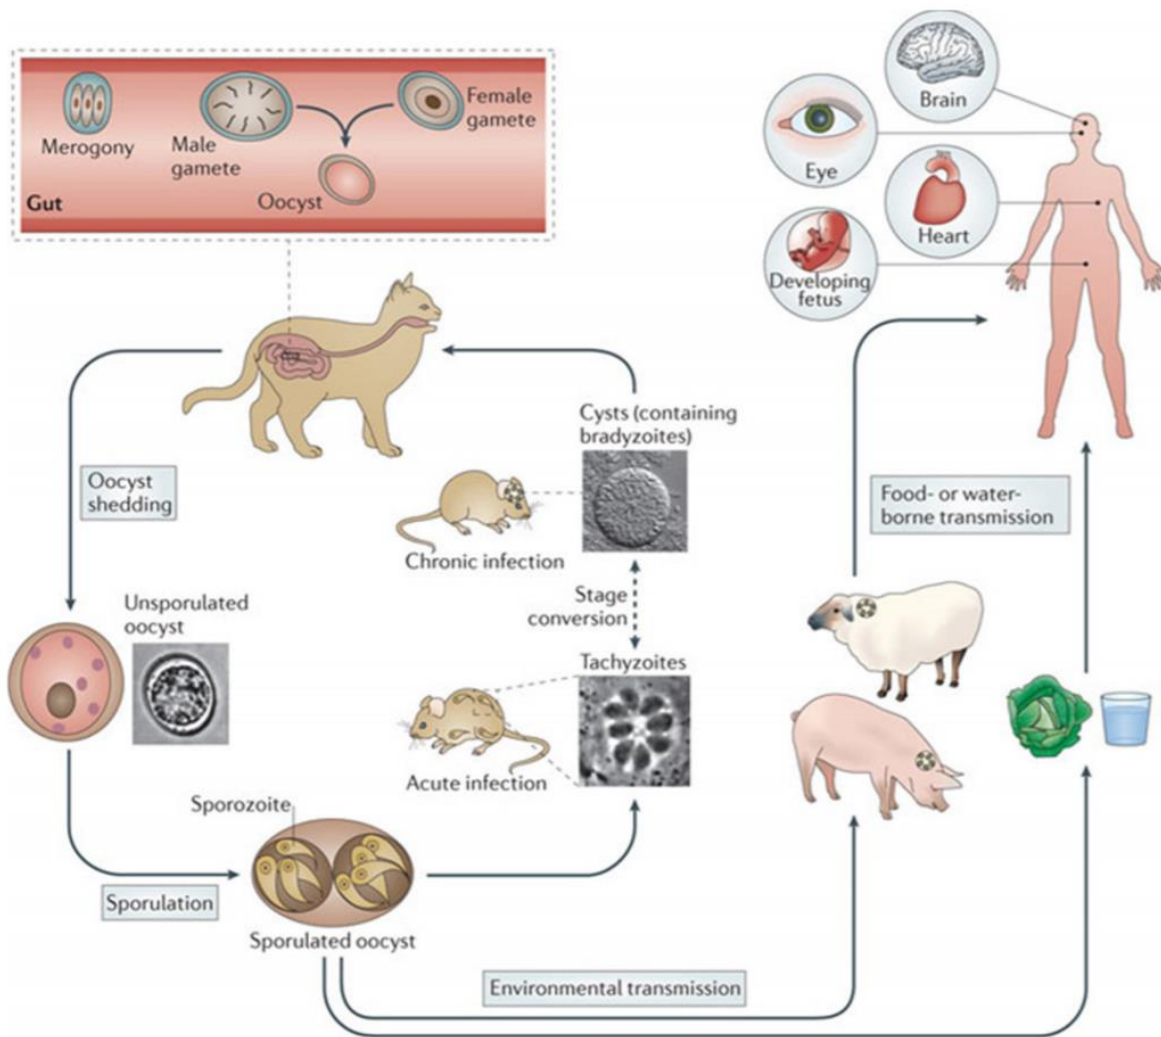 Merogony
Male
gamete
Female
gamete
Oocyst
Gut
Brain
Eye
Heart
Developing
fetus
Oocyst
shedding
Cysts (containing
bradyzoites)
Chronic infection
Food- or water-
borne transmission
Unsporulated
oocyst
Stage
conversion
Tachyzoites
Acute infection
Sporozoite
Sporulation
Sporulated oocyst
Environmental transmission